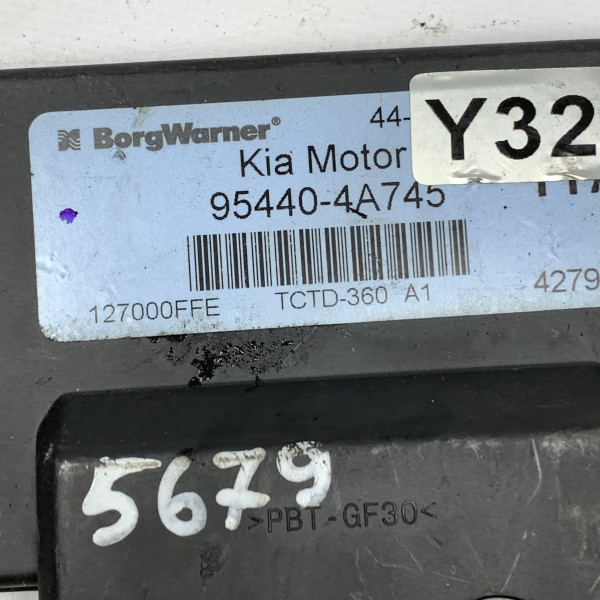 BorgWarner®
44-
Y32
Kia Motor
95440-4A745
127000FFE TCTD-360 A1
4279
5679
>PBT-GF30<